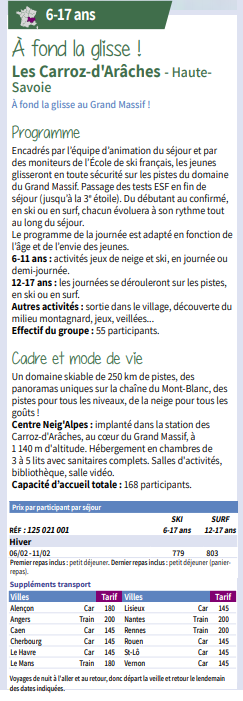 6-17 ans
À fond la glisse !
Les Carroz-d'Arâches - Haute-
Savoie
À fond la glisse au Grand Massif !
Programme
Encadrés par l'équipe d'animation du séjour et par
des moniteurs de l'École de ski français, les jeunes
glisseront en toute sécurité sur les pistes du domaine
du Grand Massif. Passage des tests ESF en fin de
séjour (jusqu'à la 3e étoile). Du débutant au confirmé,
en ski ou en surf, chacun évoluera à son rythme tout
au long du séjour.
Le programme de la journée est adapté en fonction de
l'âge et de l'envie des jeunes.
6-11 ans : activités jeux de neige et ski, en journée ou
demi-journée.
12-17 ans : les journées se dérouleront sur les pistes,
en ski ou en surf.
Autres activités : sortie dans le village, découverte du
milieu montagnard, jeux, veillées...
Effectif du groupe : 55 participants.
Cadre et mode de vie
Un domaine skiable de 250 km de pistes, des
panoramas uniques sur la chaîne du Mont-Blanc, des
pistes pour tous les niveaux, de la neige pour tous les
goûts !
Centre Neig'Alpes : implanté dans la station des
Carroz-d'Arâches, au cœur du Grand Massif, à
1 140 m d'altitude. Hébergement en chambres de
3 à 5 lits avec sanitaires complets. Salles d'activités,
bibliothèque, salle vidéo.
Capacité d'accueil totale : 168 participants.
Prix par participant par séjour
SKI SURF
RÉF : 125 021 001 6-17 ans 12-17 ans
Hiver
06/02 -11/02 779 803
Premier repas inclus : petit déjeuner. Dernier repas inclus : petit déjeuner (panier-
repas).
Suppléments transport
Villes Tarif Villes Tarif
Alençon Car 180 Lisieux Car 145
Angers Train 200 Nantes Train 200
Caen Car 145 Rennes Train 200
Cherbourg Car 145 Rouen Car 145
Le Havre Car 145 St-Lô Car 145
Le Mans Train 180 Vernon Car 145
Voyages de nuit à l'aller et au retour, donc départ la veille et retour le lendemain
des dates indiquées.